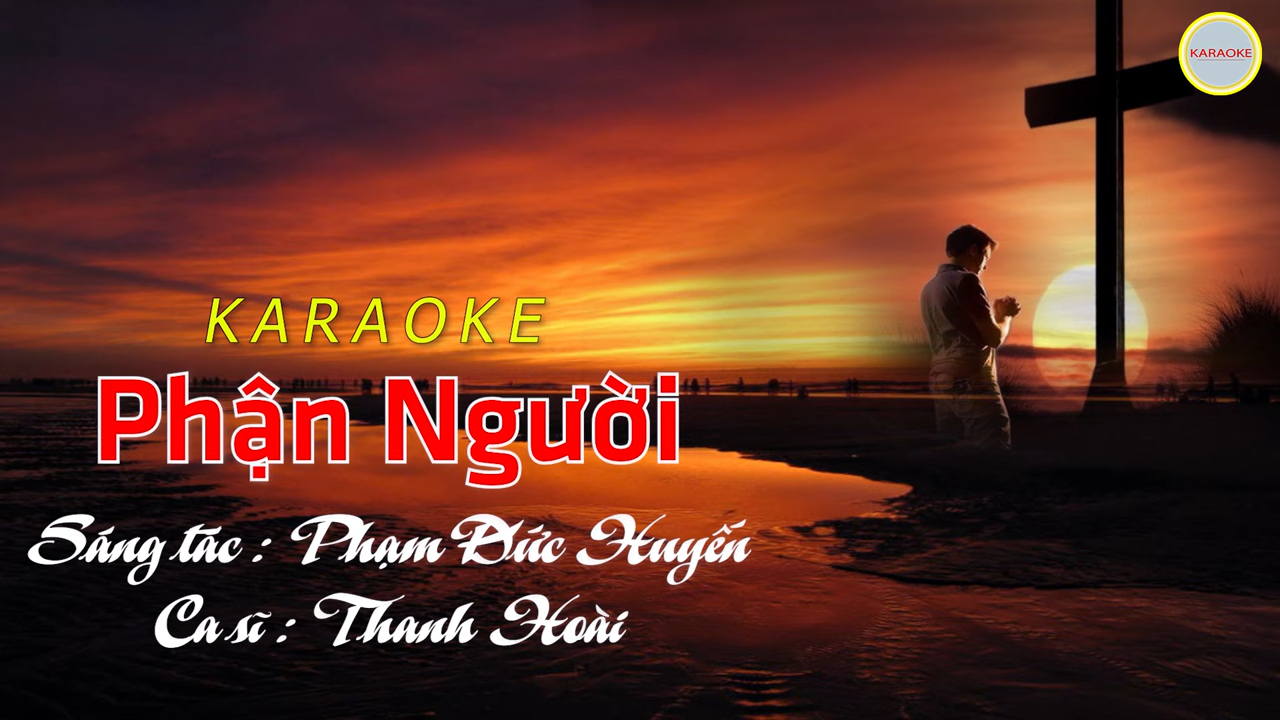 KARAOKE
KARAOKE
Phận Người
Sáng tác : Phạm Đức Huyến
Ca sĩ : Thanh Hoài